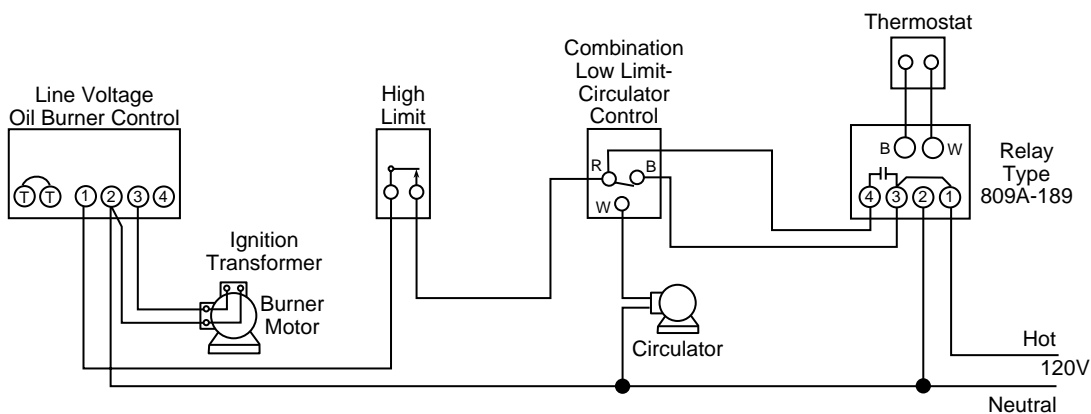 Thermostat
Combination
Low Limit-
Circulator
Control
Line Voltage
Oil Burner Control
High
Limit
Relay
Type
809A-189
B W
R B
W
T T 1 2 3 4
4 3 2 1
Ignition
Transformer
Burner
Motor
Circulator
Hot
120V
Neutral